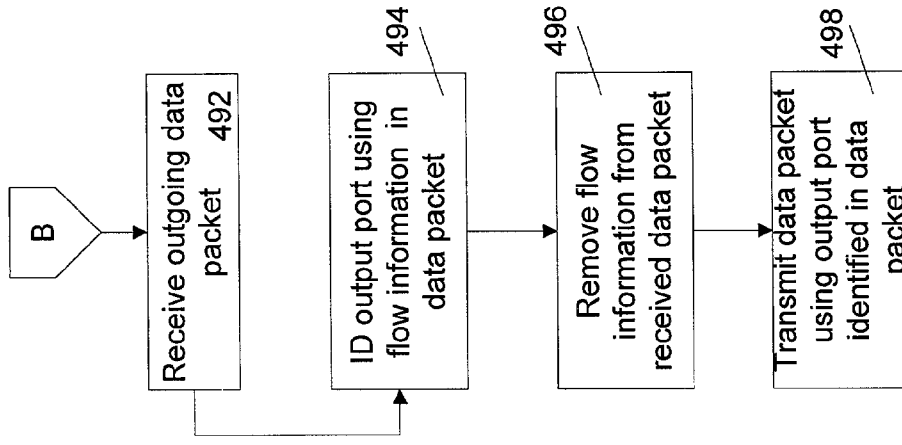 B
Receive outgoing data
packet
492
ID output port using
flow information in
data packet
494
Remove flow
information from
received data packet
496
Transmit data packet
using output port
identified in data
packet
498